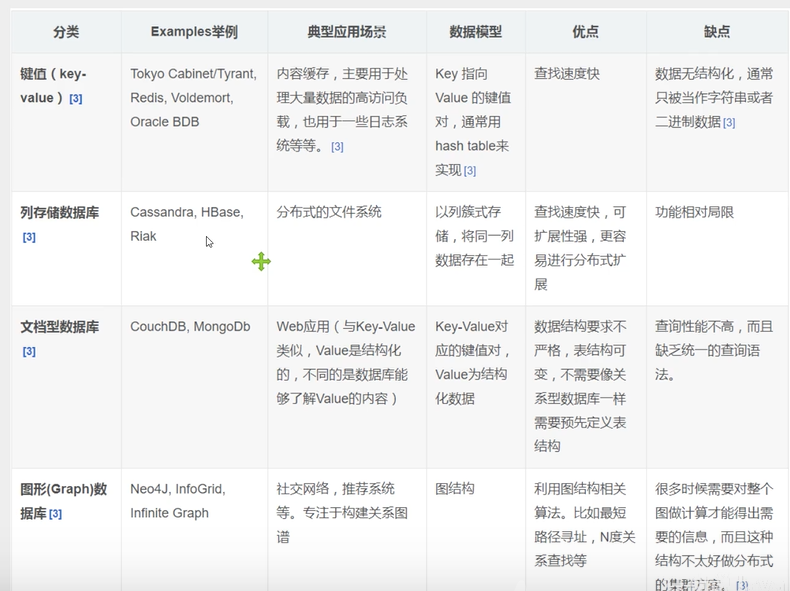 分类 Examples举例 典型应用场景 数据模型 优点 缺点
键值（key-
value）[3]
Tokyo Cabinet/Tyrant,
Redis, Voldemort,
Oracle BDB
内容缓存，主要用于处
理大量数据的高访问负
载，也用于一些日志系
统等等。[3]
Key 指向
Value 的键值
对，通常用
hash table来
实现[3]
查找速度快
数据无结构化，通常
只被当作字符串或者
二进制数据[3]
列存储数据库
[3]
Cassandra, HBase,
Riak
分布式的文件系统
以列簇式存
储，将同一列
数据存在一起
查找速度快，可
扩展性强，更容
易进行分布式扩
展
功能相对局限
文档型数据库
[3]
CouchDB, MongoDb
Web应用（与Key-Value
类似，Value是结构化
的，不同的是数据库能
够了解Value的内容）
Key-Value对
应的键值对，
Value为结构
化数据
数据结构要求不
严格，表结构可
变，不需要像关
系型数据库一样
需要预先定义表
结构
查询性能不高，而且
缺乏统一的查询语
法。
图形(Graph)数
据库[3]
Neo4J, InfoGrid,
Infinite Graph
社交网络，推荐系统
等。专注于构建关系图
谱
图结构
利用图结构相关
算法。比如最短
路径寻址，N度关
系查找等
很多时候需要对整个
图做计算才能得出需
要的信息，而且这种
结构不太好做分布式
的集群方案。[3]